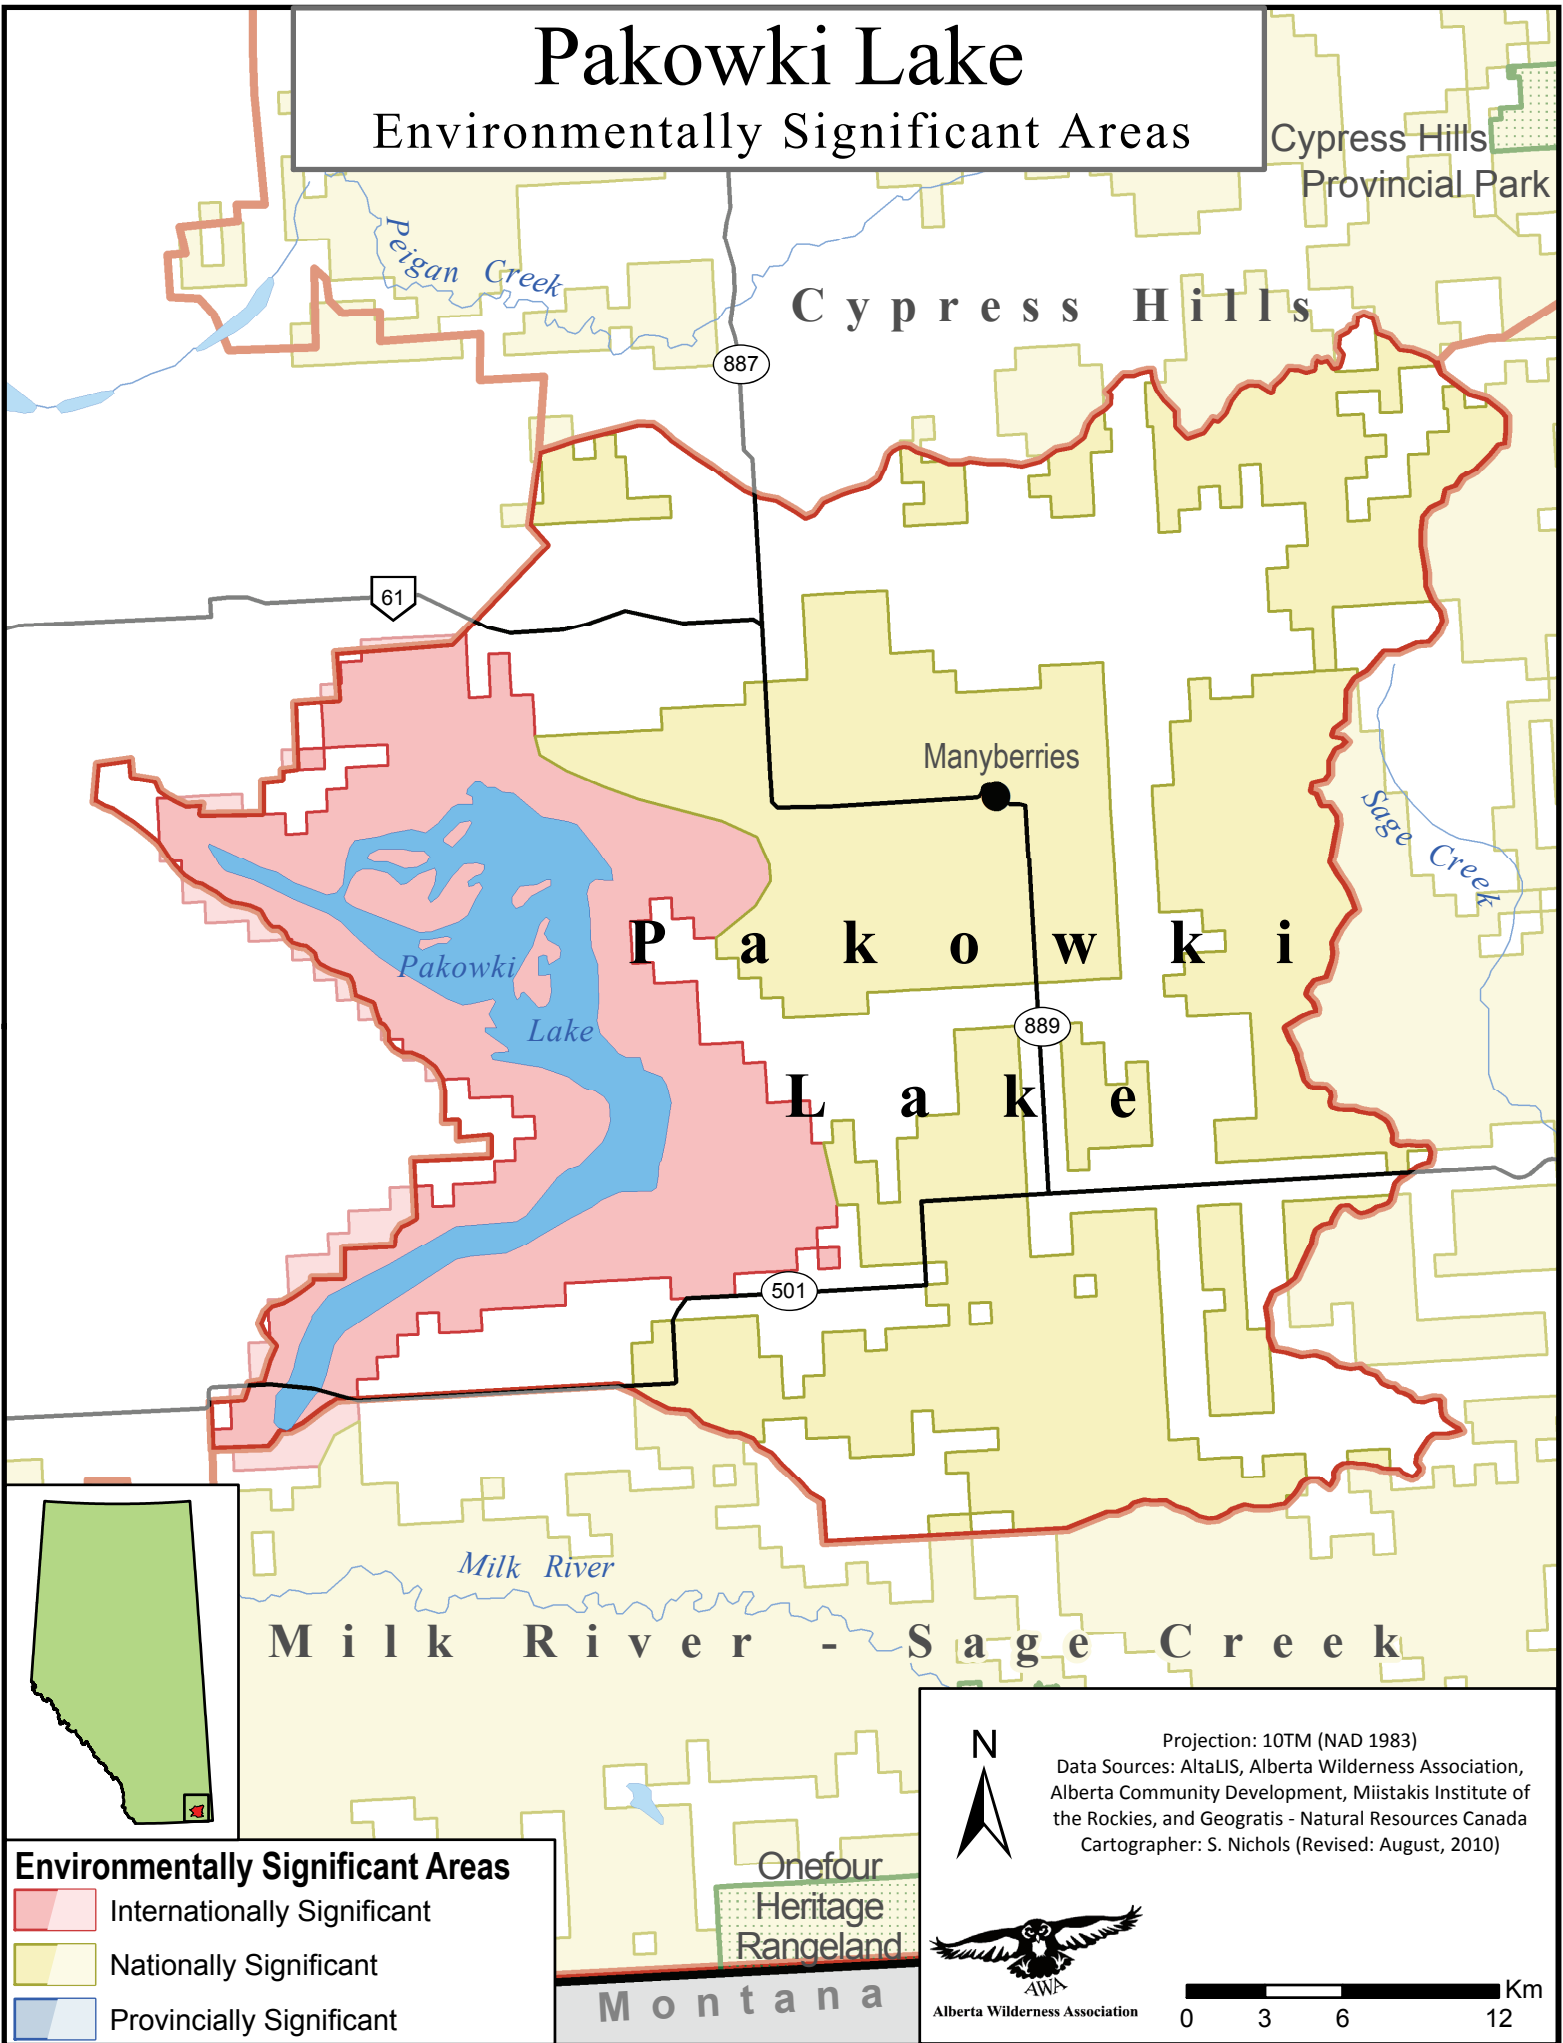 Pakowki Lake
Environmentally Significant Areas
Cypress Hills
Provincial Park
Peigan Creek
Cypress Hills
887
61
Manyberries
Sage Creek
Pakowki
Lake
Pakowki
Lake
889
501
Milk River
Milk River - Sage Creek
N
Projection: 10TM (NAD 1983)
Data Sources: AltaLIS, Alberta Wilderness Association,
Alberta Community Development, Miistakis Institute of
the Rockies, and Geogratis - Natural Resources Canada
Cartographer: S. Nichols (Revised: August, 2010)
Onefour
Heritage
Rangeland
Montana
AWA
Alberta Wilderness Association
Km
0 3 6 12
Environmentally Significant Areas
Internationally Significant
Nationally Significant
Provincially Significant